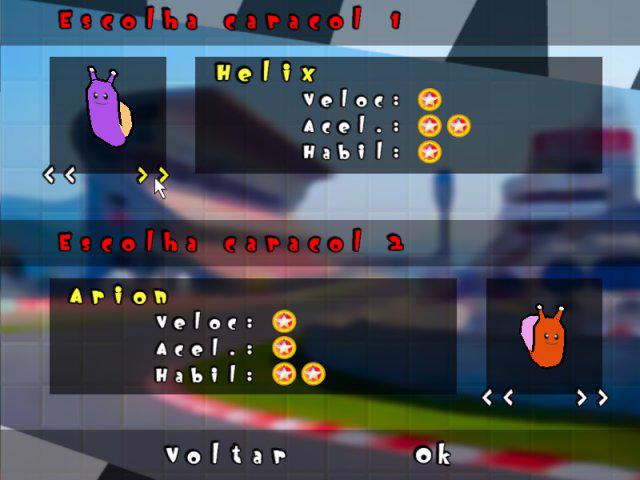 Escolha caracol 1
Helix
Veloc:
Acel.:
Habil:
<< >>
Escolha caracol 2
Arion
Veloc:
Acel.:
Habil:
<< >>
Voltar Ok